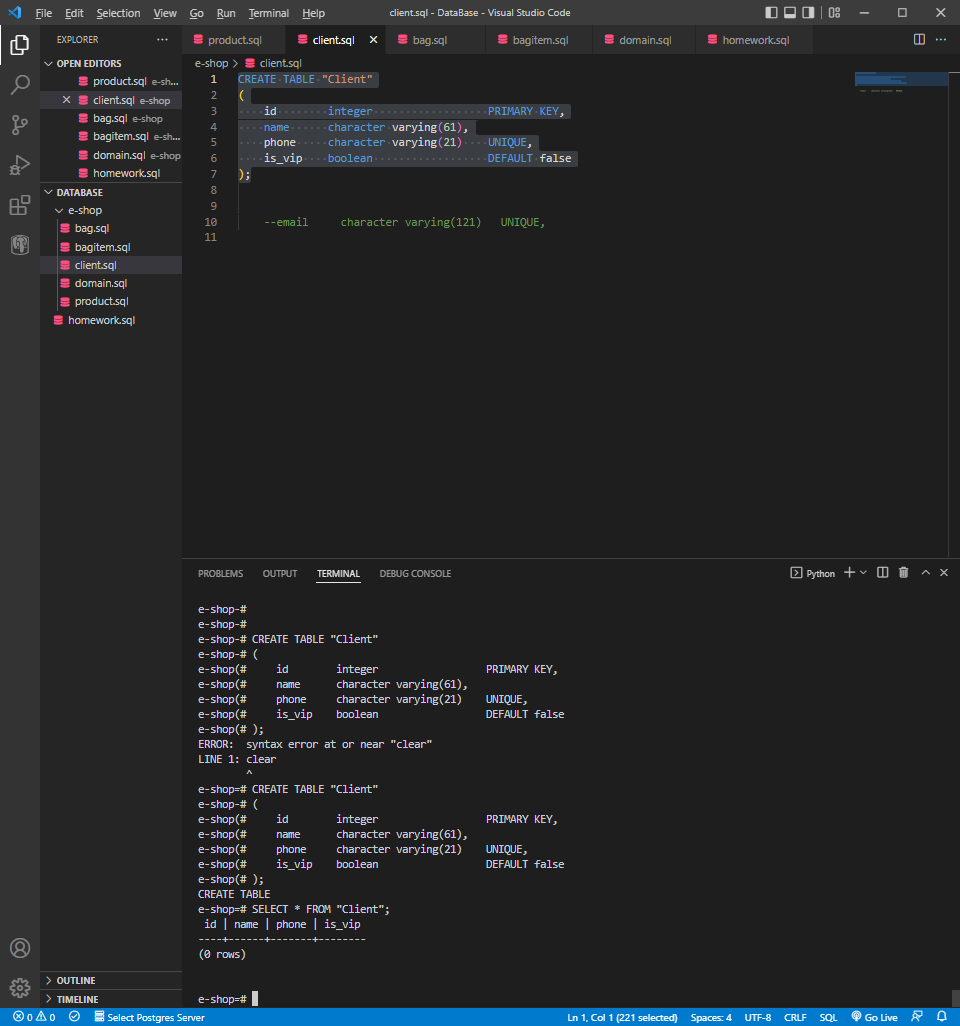 File Edit Selection View Go Run Terminal Help client.sql - DataBase - Visual Studio Code
EXPLORER
OPEN EDITORS
product.sql e-sh...
client.sql e-shop
bag.sql e-shop
bagitem.sql e-sh...
domain.sql e-shop
homework.sql
DATABASE
e-shop
bag.sql
bagitem.sql
client.sql
domain.sql
product.sql
homework.sql
OUTLINE
TIMELINE
product.sql client.sql bag.sql bagitem.sql domain.sql homework.sql
e-shop > client.sql
1 CREATE TABLE "Client"
2 (
3 id integer PRIMARY KEY,
4 name character varying(61),
5 phone character varying(21) UNIQUE,
6 is_vip boolean DEFAULT false
7 );
8
9
10 --email character varying(121) UNIQUE,
11
PROBLEMS OUTPUT TERMINAL DEBUG CONSOLE Python
e-shop-#
e-shop-#
e-shop-# CREATE TABLE "Client"
e-shop-# (
e-shop(# id integer PRIMARY KEY,
e-shop(# name character varying(61),
e-shop(# phone character varying(21) UNIQUE,
e-shop(# is_vip boolean DEFAULT false
e-shop(# );
ERROR: syntax error at or near "clear"
LINE 1: clear
^
e-shop=# CREATE TABLE "Client"
e-shop-# (
e-shop(# id integer PRIMARY KEY,
e-shop(# name character varying(61),
e-shop(# phone character varying(21) UNIQUE,
e-shop(# is_vip boolean DEFAULT false
e-shop(# );
CREATE TABLE
e-shop=# SELECT * FROM "Client";
id | name | phone | is_vip
----+------+-------+--------
(0 rows)
e-shop=#
0 0 Select Postgres Server Ln 1, Col 1 (221 selected) Spaces: 4 UTF-8 CRLF SQL Go Live